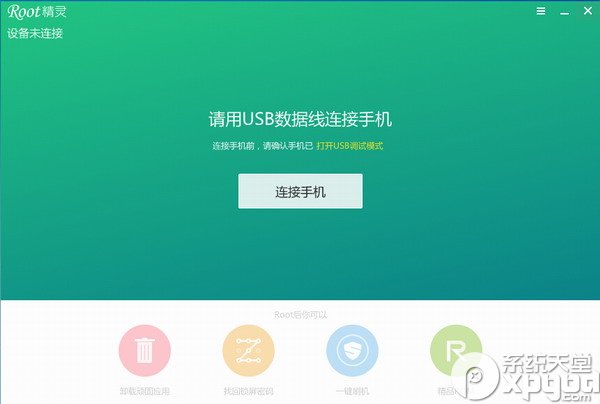 Root精灵
设备未连接
请用USB数据线连接手机
连接手机前，请确认手机已 打开USB调试模式
连接手机
Root后你可以
卸载顽固应用
找回锁屏密码
一键刷机
精品
R
系统天堂